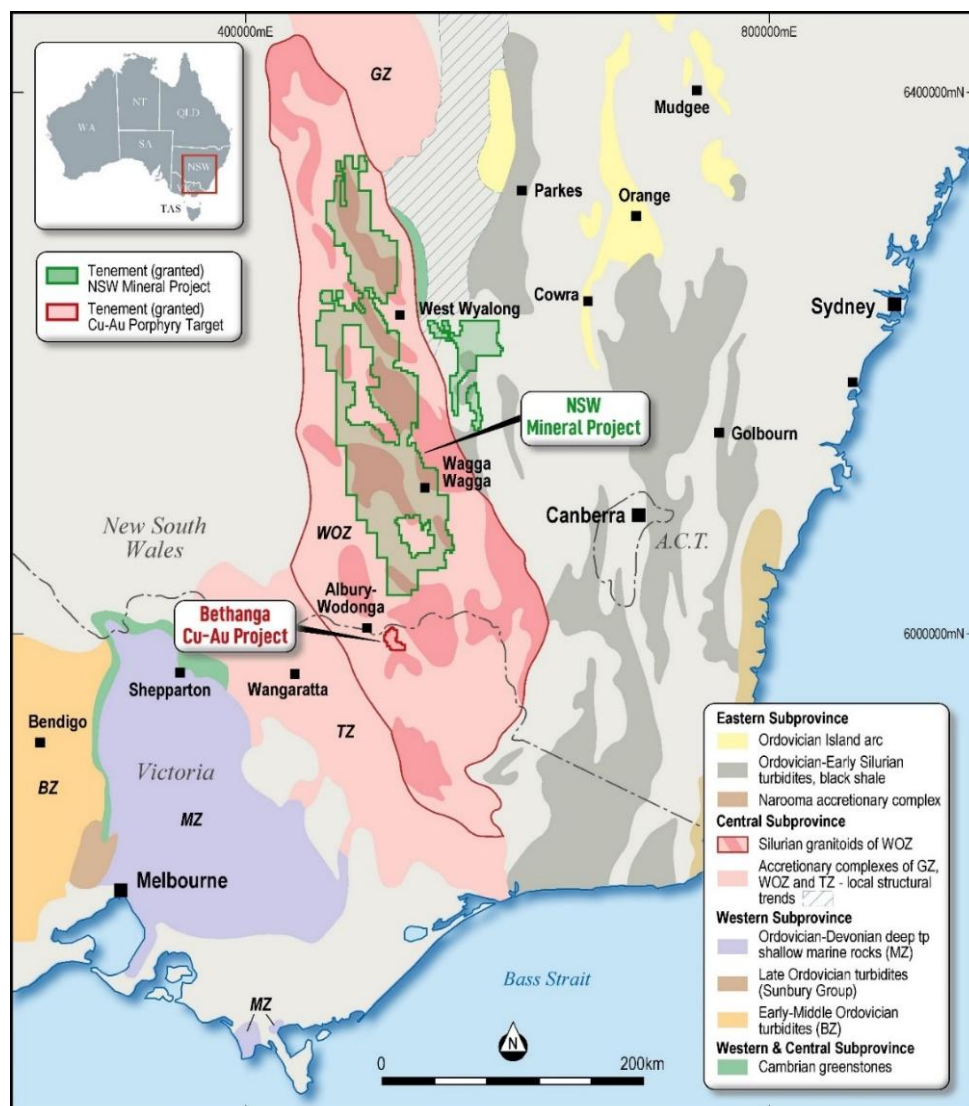 400000mE
800000mE
6400000mN
6000000mN
WA
NT
QLD
SA
NSW
V
TAS
Tenement (granted)
NSW Mineral Project
Tenement (granted)
Cu-Au Porphyry Target
GZ
Mudgee
Parkes
Orange
Cowra
West Wyalong
Sydney
NSW
Mineral Project
Golbourn
Wagga
Wagga
Canberra
A.C.T.
New South
Wales
WOZ
Albury-
Wodonga
Bethanga
Cu-Au Project
Shepparton
Wangaratta
Bendigo
TZ
BZ
Victoria
MZ
Melbourne
MZ
Bass Strait
N
0
200km
Eastern Subprovince
Ordovician Island arc
Ordovician-Early Silurian
turbidites, black shale
Narooma accretionary complex
Central Subprovince
Silurian granitoids of WOZ
Accretionary complexes of GZ,
WOZ and TZ - local structural
trends
Western Subprovince
Ordovician-Devonian deep tp
shallow marine rocks (MZ)
Late Ordovician turbidites
(Sunbury Group)
Early-Middle Ordovician
turbidites (BZ)
Western & Central Subprovince
Cambrian greenstones